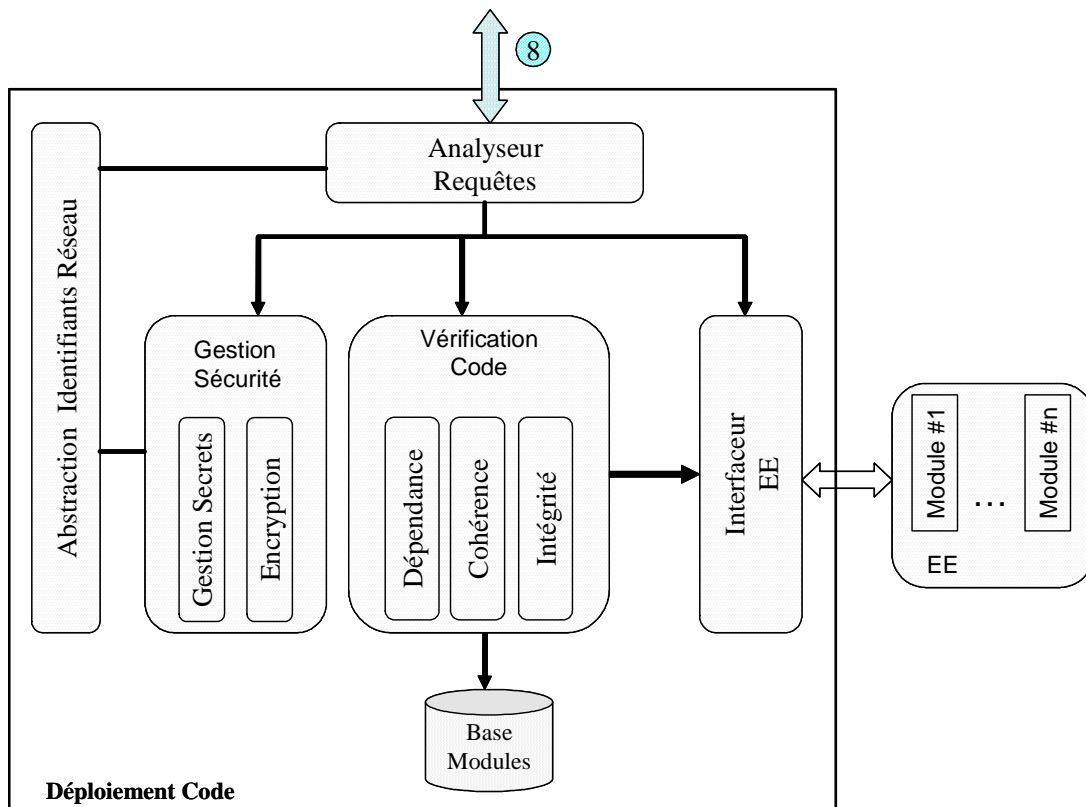 8
Analyseur
Requêtes
Abstraction Identifiants Réseau
Gestion
Sécurité
Gestion Secrets
Encryption
Vérification
Code
Dépendance
Cohérence
Intégrité
Interfaceur
EE
Module #1
...
Module #n
EE
Base
Modules
Déploiement Code